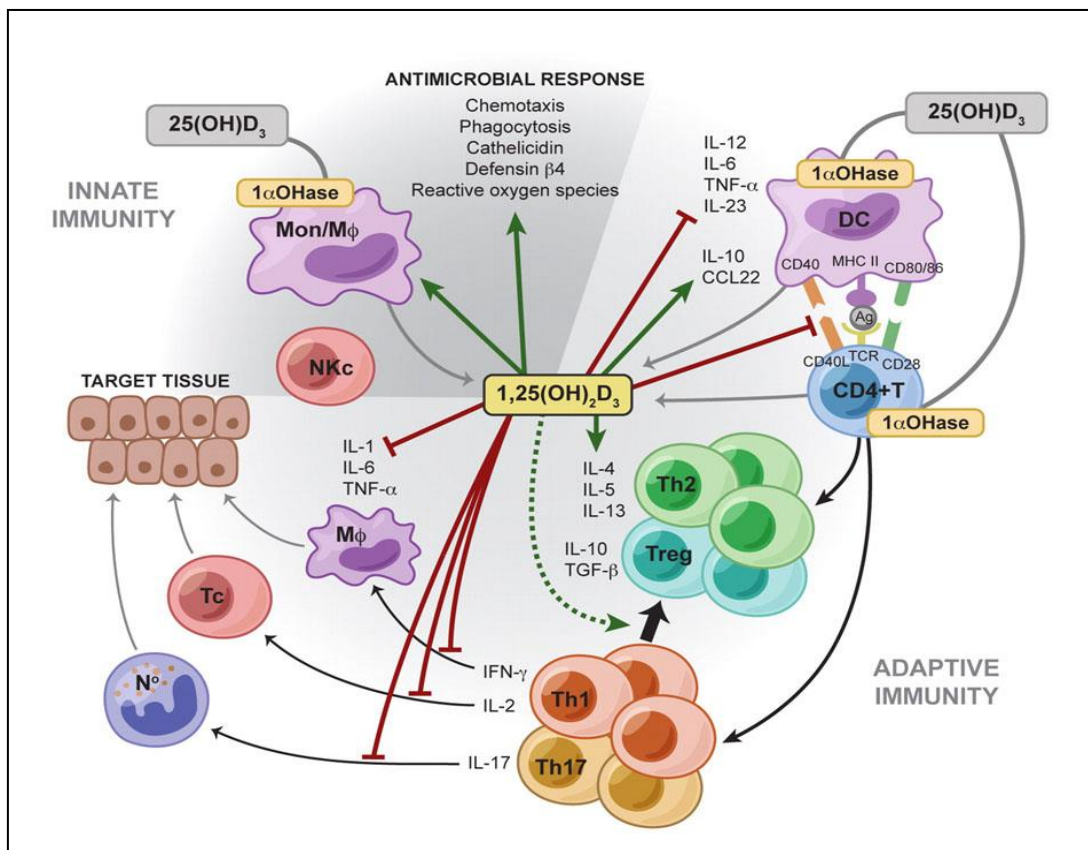 ANTIMICROBIAL RESPONSE
Chemotaxis
Phagocytosis
Cathelicidin
Defensin β4
Reactive oxygen species
25(OH)D₃
INNATE
IMMUNITY
1αOHase
Mon/Mϕ
NKc
TARGET TISSUE
25(OH)D₃
IL-12
IL-6
TNF-α
IL-23
1αOHase
DC
CD40
MHC II
CD80/86
IL-10
CCL22
Ag
CD40L
TCR
CD28
CD4+T
1αOHase
1,25(OH)₂D₃
IL-1
IL-6
TNF-α
IL-4
IL-5
IL-13
Th2
IL-10
TGF-β
Treg
Mϕ
Tc
Nº
IFN-γ
IL-2
IL-17
Th1
Th17
ADAPTIVE
IMMUNITY